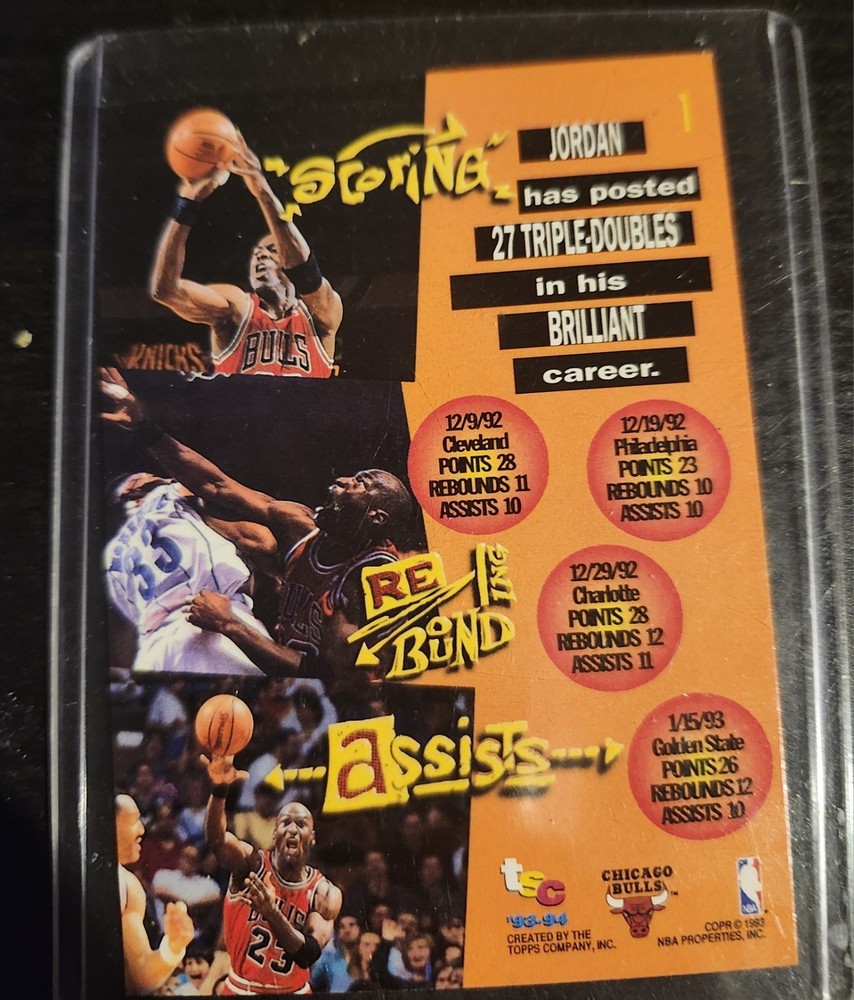 1
"SCORING"
JORDAN
has posted
27 TRIPLE-DOUBLES
in his
BRILLIANT
career.
KNICKS
BULLS
12/9/92
Cleveland
POINTS 28
REBOUNDS 11
ASSISTS 10
12/19/92
Philadelphia
POINTS 23
REBOUNDS 10
ASSISTS 10
33
REBOUNDING
12/29/92
Charlotte
POINTS 28
REBOUNDS 12
ASSISTS 11
assists
1/15/93
Golden State
POINTS 26
REBOUNDS 12
ASSISTS 10
BULLS
23
tsc
'93-94
CREATED BY THE
TOPPS COMPANY, INC.
CHICAGO
BULLS™
NBA
COPR © 1993
NBA PROPERTIES, INC.